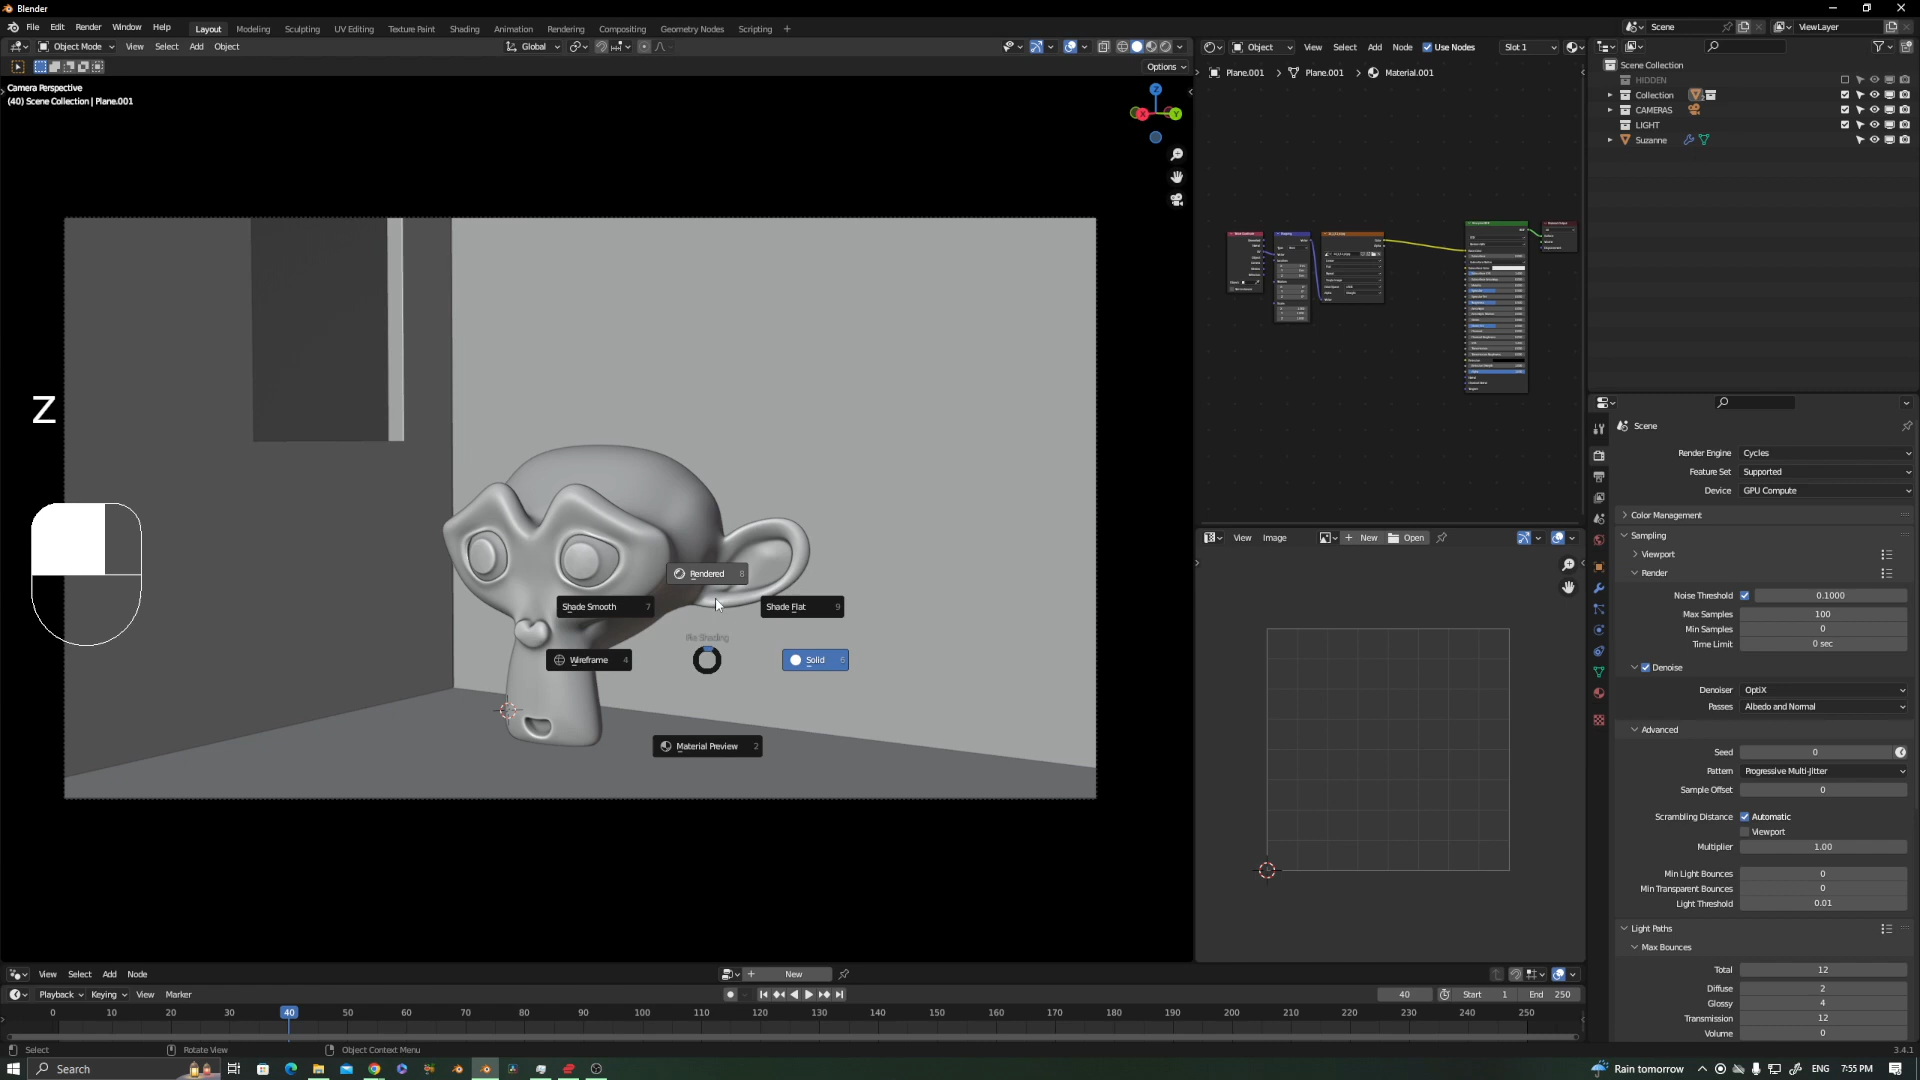 Blender
File Edit Render Window Help
Layout Modeling Sculpting UV Editing Texture Paint Shading Animation Rendering Compositing Geometry Nodes Scripting +
Scene ViewLayer
Object Mode View Select Add Object Global
Object View Select Add Node Use Nodes Slot 1
Options
Camera Perspective
(40) Scene Collection | Plane.001
Z
X
Y
Plane.001 > Plane.001 > Material.001
Scene Collection
HIDDEN
Collection
CAMERAS
LIGHT
Suzanne
Z
Rendered 8
Shade Smooth 7
Shade Flat 9
Pie Shading
Wireframe 4
Solid 6
Material Preview 2
View Image + New Open
Scene
Render Engine Cycles
Feature Set Supported
Device GPU Compute
Color Management
Sampling
Viewport
Render
Noise Threshold 0.1000
Max Samples 100
Min Samples 0
Time Limit 0 sec
Denoise
Denoiser OptiX
Passes Albedo and Normal
Advanced
Seed 0
Pattern Progressive Multi-Jitter
Sample Offset 0
Scrambling Distance Automatic
Viewport
Multiplier 1.00
Min Light Bounces 0
Min Transparent Bounces 0
Light Threshold 0.01
Light Paths
Max Bounces
Total 12
Diffuse 2
Glossy 4
Transmission 12
Volume 0
View Select Add Node + New
Playback Keying View Marker 40 Start 1 End 250
0 10 20 30 40 50 60 70 80 90 100 110 120 130 140 150 160 170 180 190 200 210 220 230 240 250
Select Rotate View Object Context Menu 3.4.1
Search Rain tomorrow ENG 7:55 PM